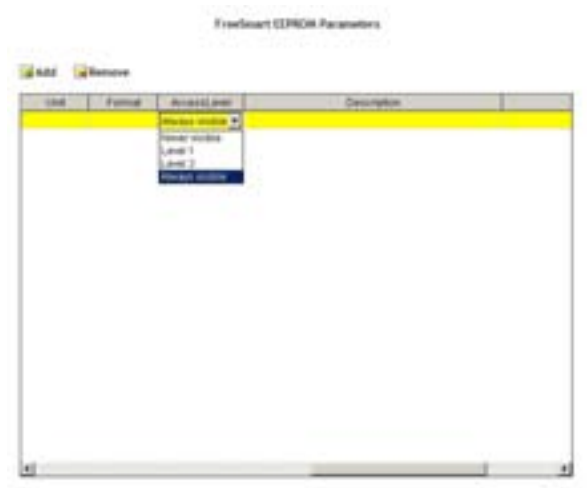 FreeSmart EEPROM Parameters
Add Remove
Unit Format AccessLevel Description
Always visible
Never visible
Level 1
Level 2
Always visible